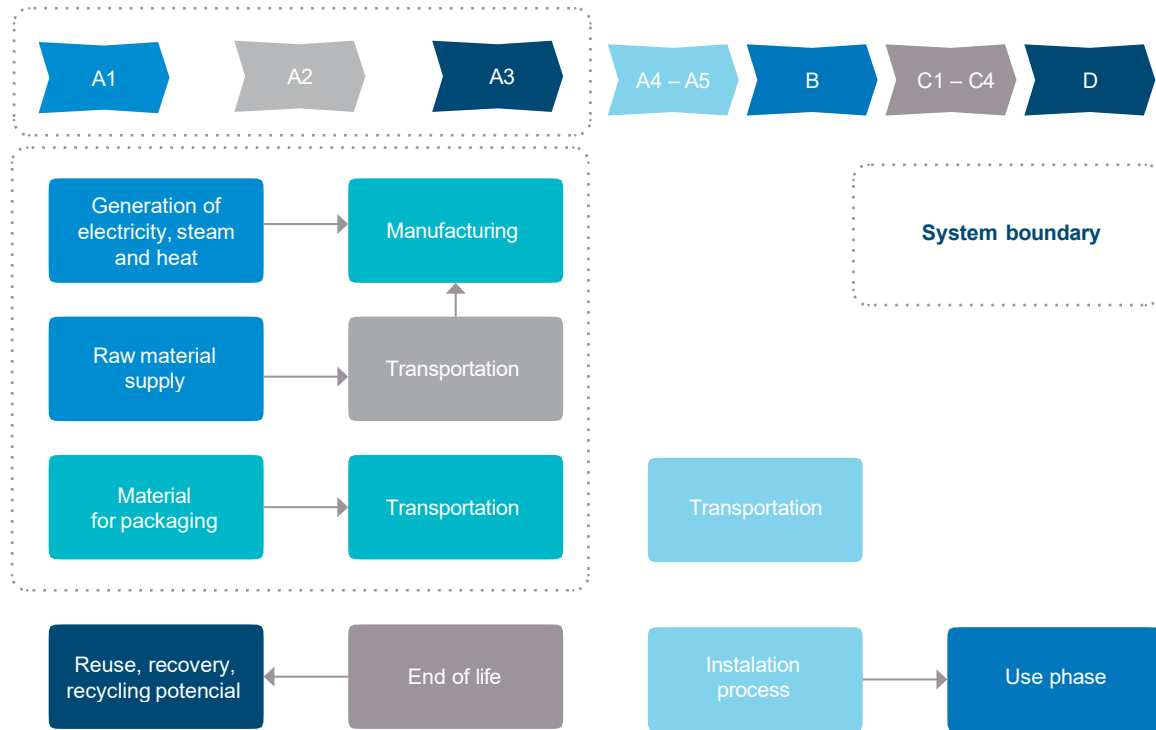 A1
A2
A3
A4 – A5
B
C1 – C4
D
Generation of
electricity, steam
and heat
Manufacturing
System boundary
Raw material
supply
Transportation
Material
for packaging
Transportation
Transportation
Reuse, recovery,
recycling potencial
End of life
Instalation
process
Use phase